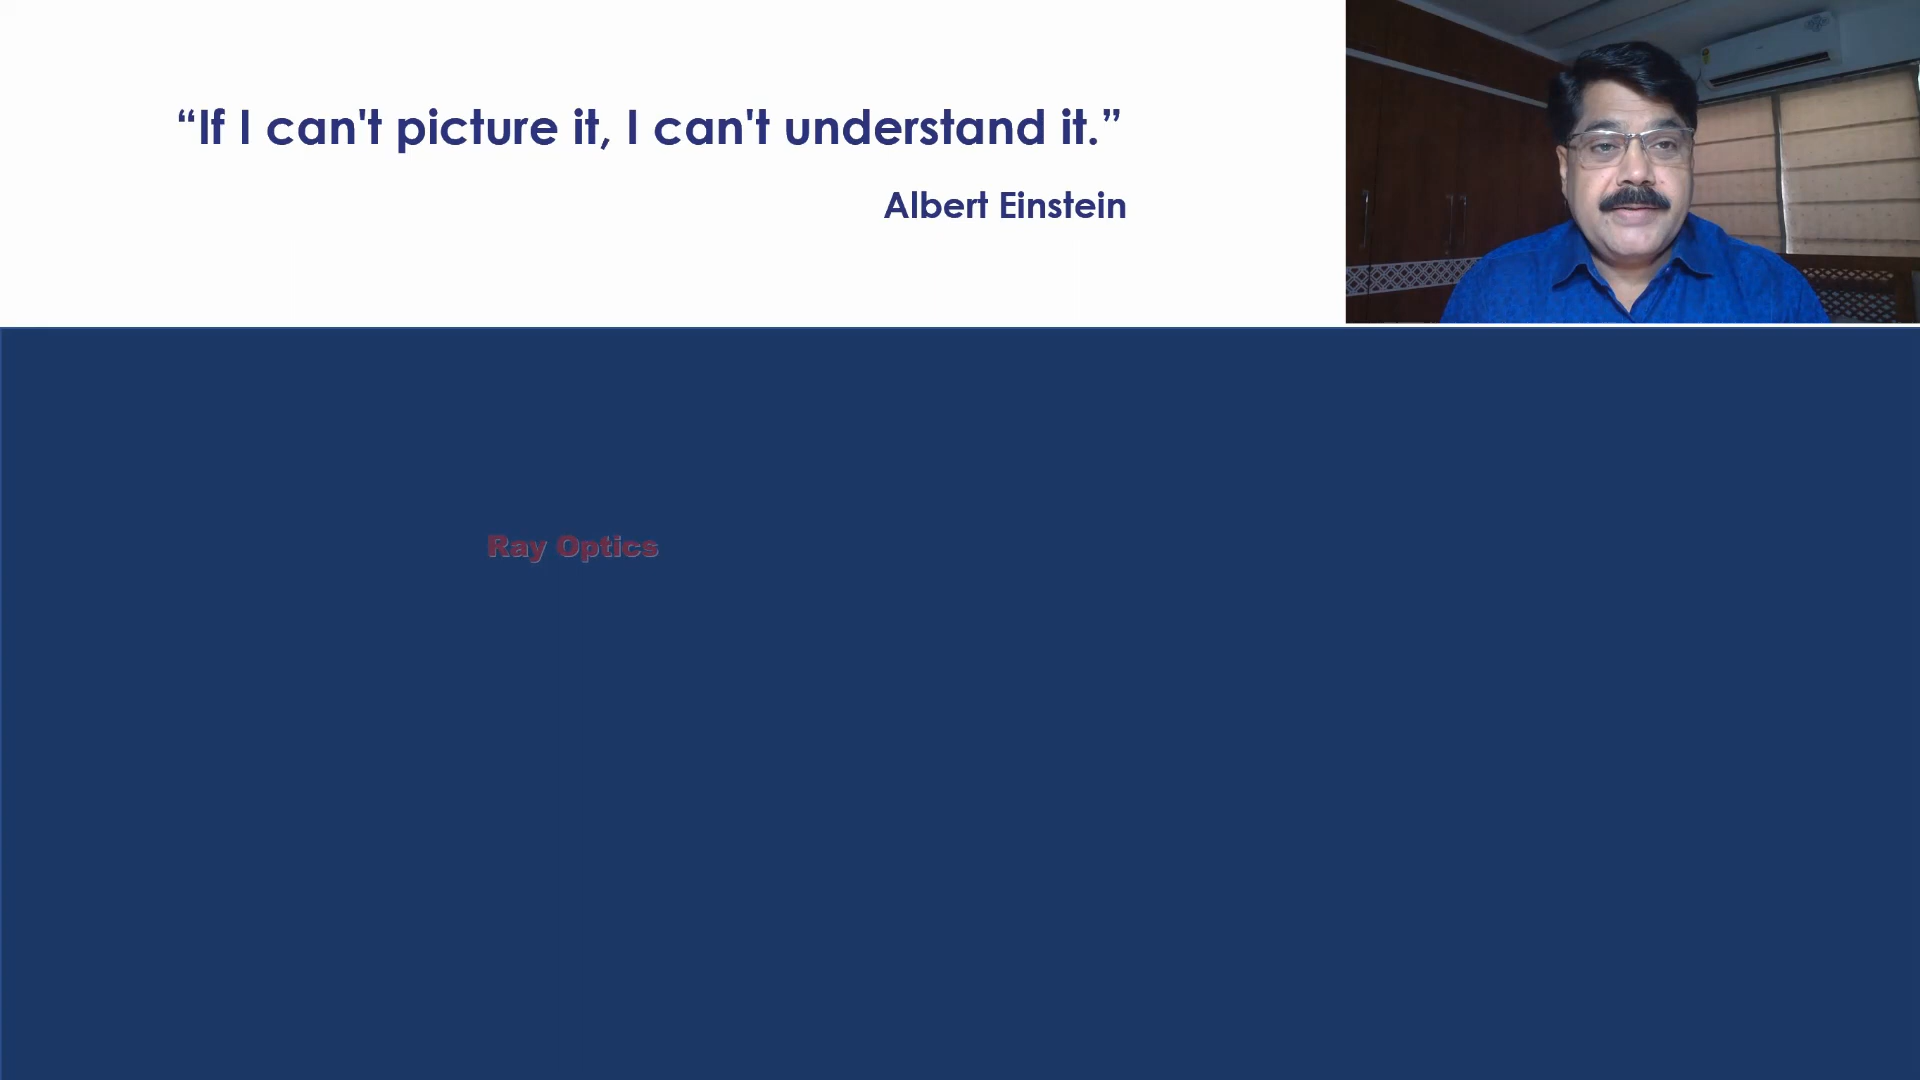 “If I can't picture it, I can't understand it.”
Albert Einstein
Ray Optics